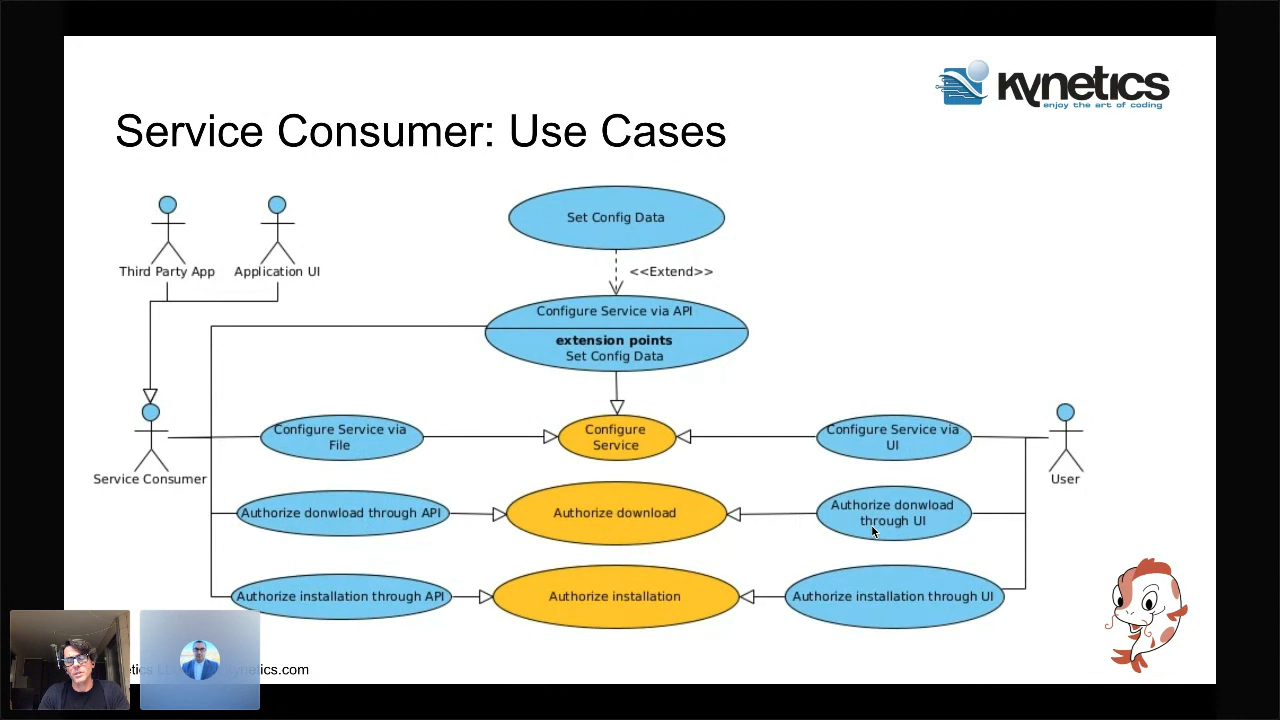 Kynetics
enjoy the art of coding
Service Consumer: Use Cases
Set Config Data
Third Party App
Application UI
<<Extend>>
Configure Service via API
extension points
Set Config Data
Configure Service via
File
Configure
Service
Configure Service via
UI
Service Consumer
User
Authorize donwload through API
Authorize download
Authorize donwload
through UI
Authorize installation through API
Authorize installation
Authorize installation through UI